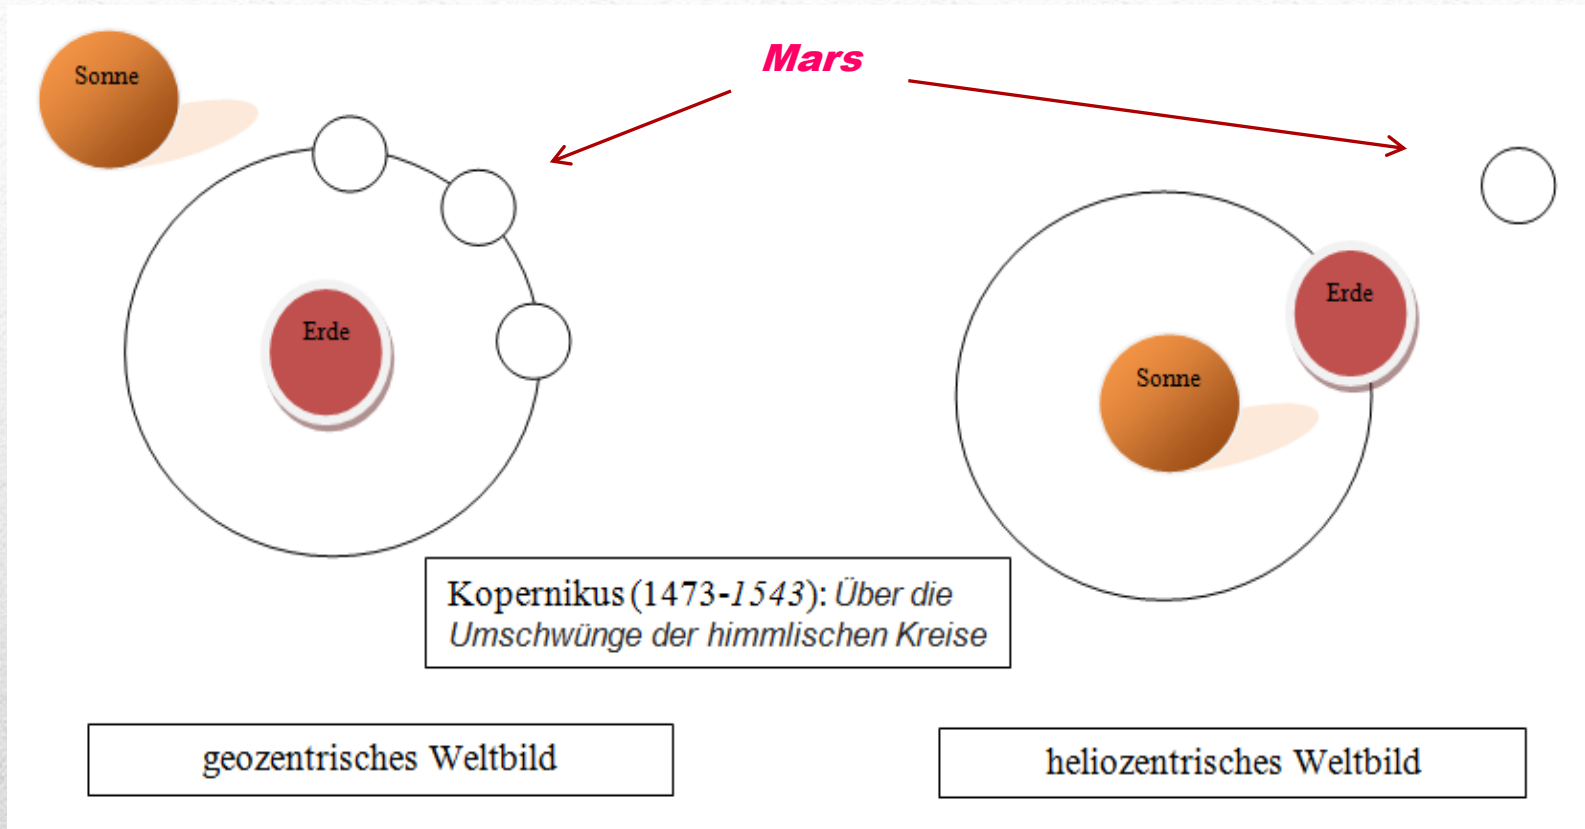 Mars
Sonne
Erde
Erde
Sonne
Kopernikus (1473-1543): Über die
Umschwünge der himmlischen Kreise
geozentrisches Weltbild
heliozentrisches Weltbild